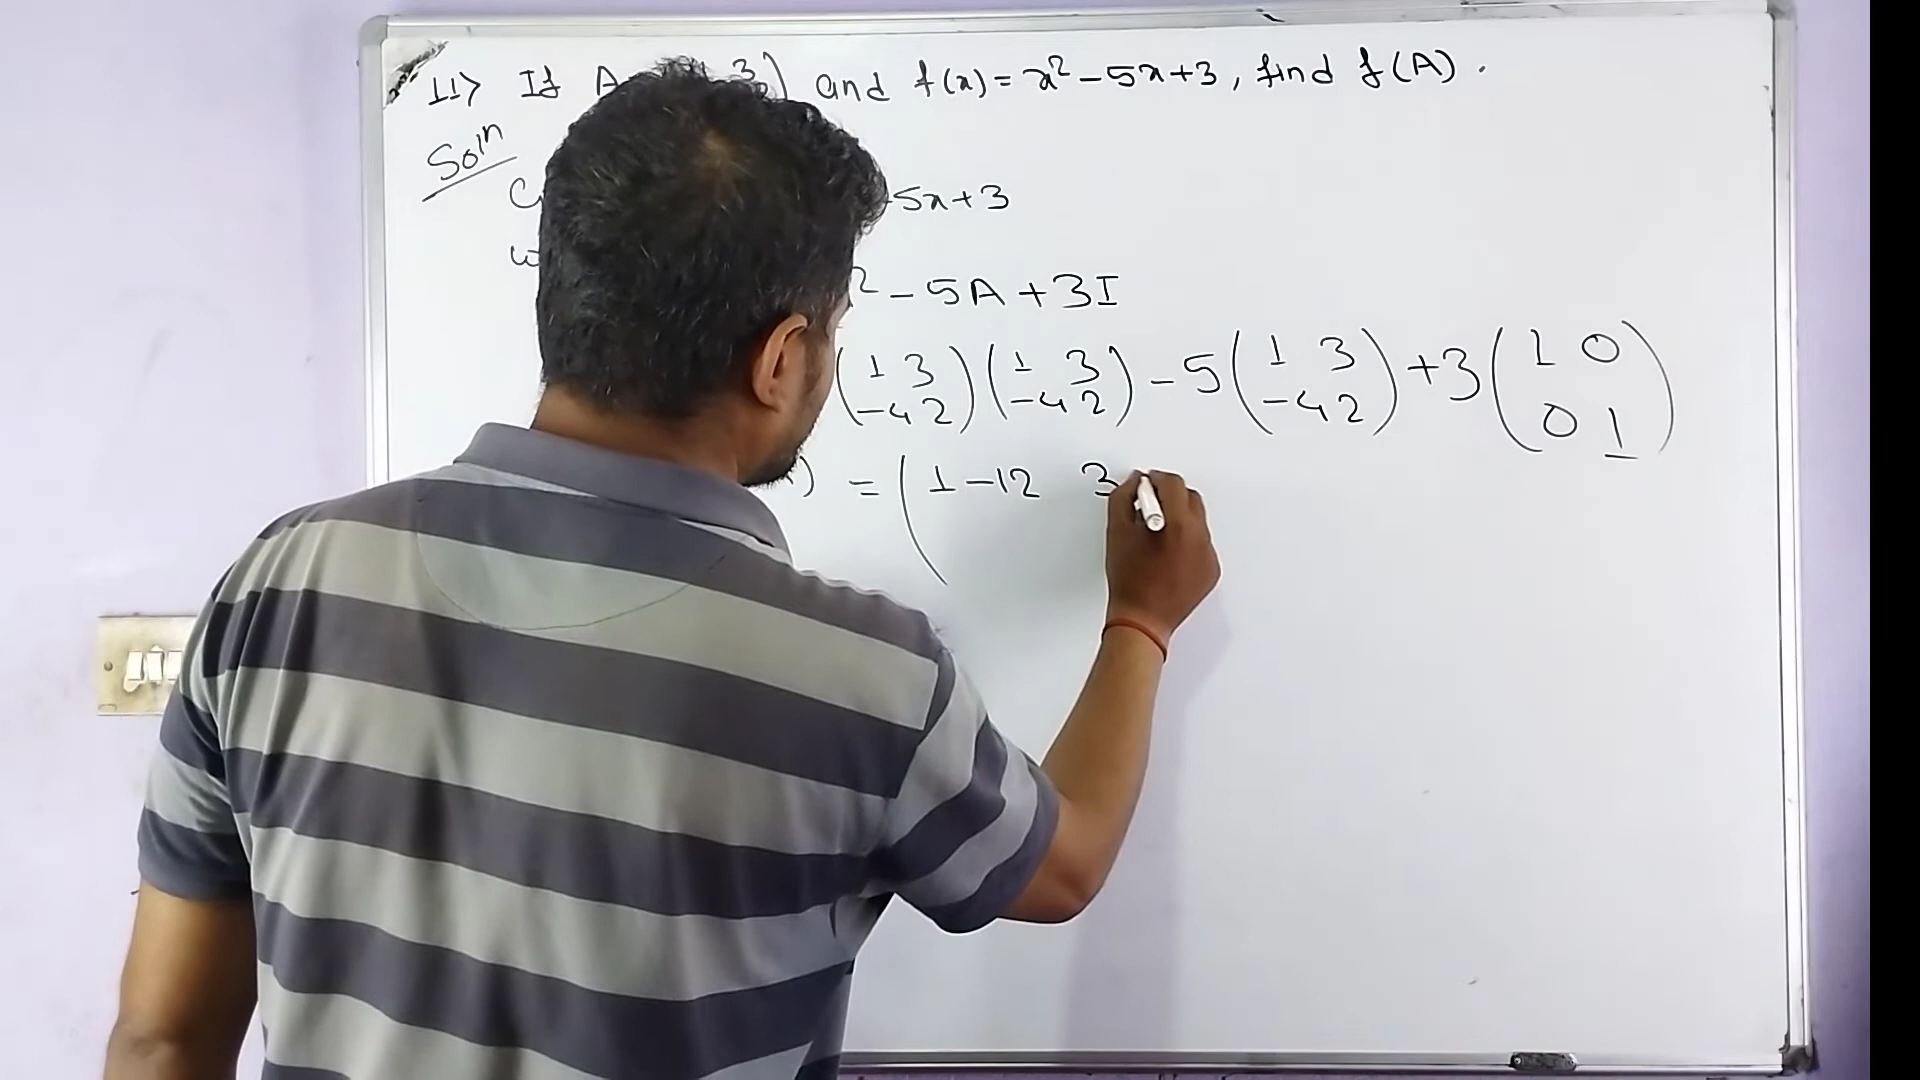 11> If A 3 ) and f(x) = x² - 5x + 3, find f(A).
Soln
5x + 3
² - 5A + 3I
( 1 3 ) ( 1 3 ) - 5 ( 1 3 ) + 3 ( 1 0 )
( -4 2 ) ( -4 2 ) ( -4 2 ) ( 0 1 )
) = ( 1 - 12 3